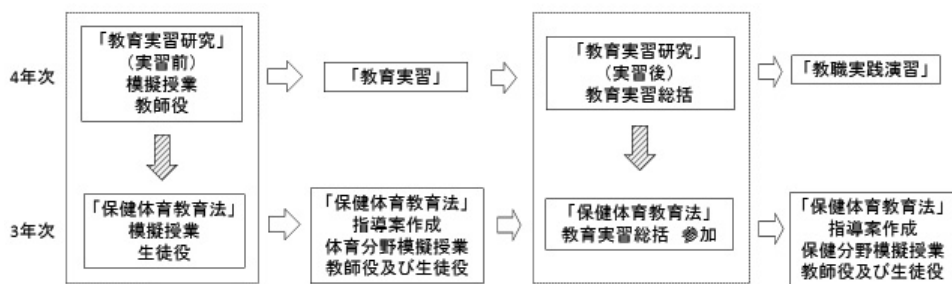 4年次
「教育実習研究」
（実習前）
模擬授業
教師役
「教育実習」
「教育実習研究」
（実習後）
教育実習総括
「教職実践演習」
3年次
「保健体育教育法」
模擬授業
生徒役
「保健体育教育法」
指導案作成
体育分野模擬授業
教師役及び生徒役
「保健体育教育法」
教育実習総括 参加
「保健体育教育法」
指導案作成
保健分野模擬授業
教師役及び生徒役